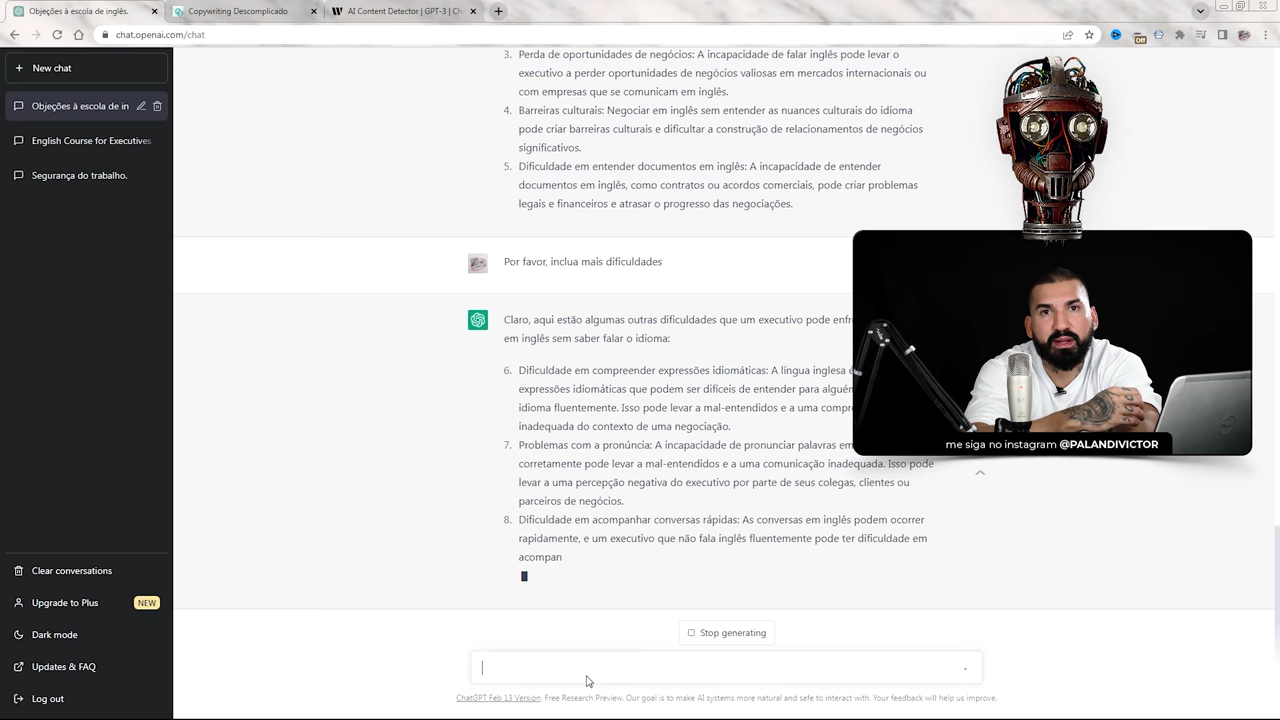 Objeções à escola de inglês.
Copywriting Descomplicado
AI Content Detector | GPT-3 | Ch
chat.openai.com/chat
Off
New chat
Objeções à escola de in
English Course for Executives
Segurança do trabalho.
3. Perda de oportunidades de negócios: A incapacidade de falar inglês pode levar o
executivo a perder oportunidades de negócios valiosas em mercados internacionais ou
com empresas que se comunicam em inglês.
4. Barreiras culturais: Negociar em inglês sem entender as nuances culturais do idioma
pode criar barreiras culturais e dificultar a construção de relacionamentos de negócios
significativos.
5. Dificuldade em entender documentos em inglês: A incapacidade de entender
documentos em inglês, como contratos ou acordos comerciais, pode criar problemas
legais e financeiros e atrasar o progresso das negociações.
Por favor, inclua mais dificuldades
Claro, aqui estão algumas outras dificuldades que um executivo pode enfre
em inglês sem saber falar o idioma:
6. Dificuldade em compreender expressões idiomáticas: A língua inglesa é
expressões idiomáticas que podem ser difíceis de entender para alguém
idioma fluentemente. Isso pode levar a mal-entendidos e a uma compre
inadequada do contexto de uma negociação.
7. Problemas com a pronúncia: A incapacidade de pronunciar palavras em
corretamente pode levar a mal-entendidos e a uma comunicação inadequada. Isso pode
levar a uma percepção negativa do executivo por parte de seus colegas, clientes ou
parceiros de negócios.
8. Dificuldade em acompanhar conversas rápidas: As conversas em inglês podem ocorrer
rapidamente, e um executivo que não fala inglês fluentemente pode ter dificuldade em
acompan
me siga no instagram @PALANDIVICTOR
Clear conversations
Upgrade to Plus NEW
Dark mode
Updates & FAQ
Log out
Stop generating
ChatGPT Feb 13 Version. Free Research Preview. Our goal is to make AI systems more natural and safe to interact with. Your feedback will help us improve.